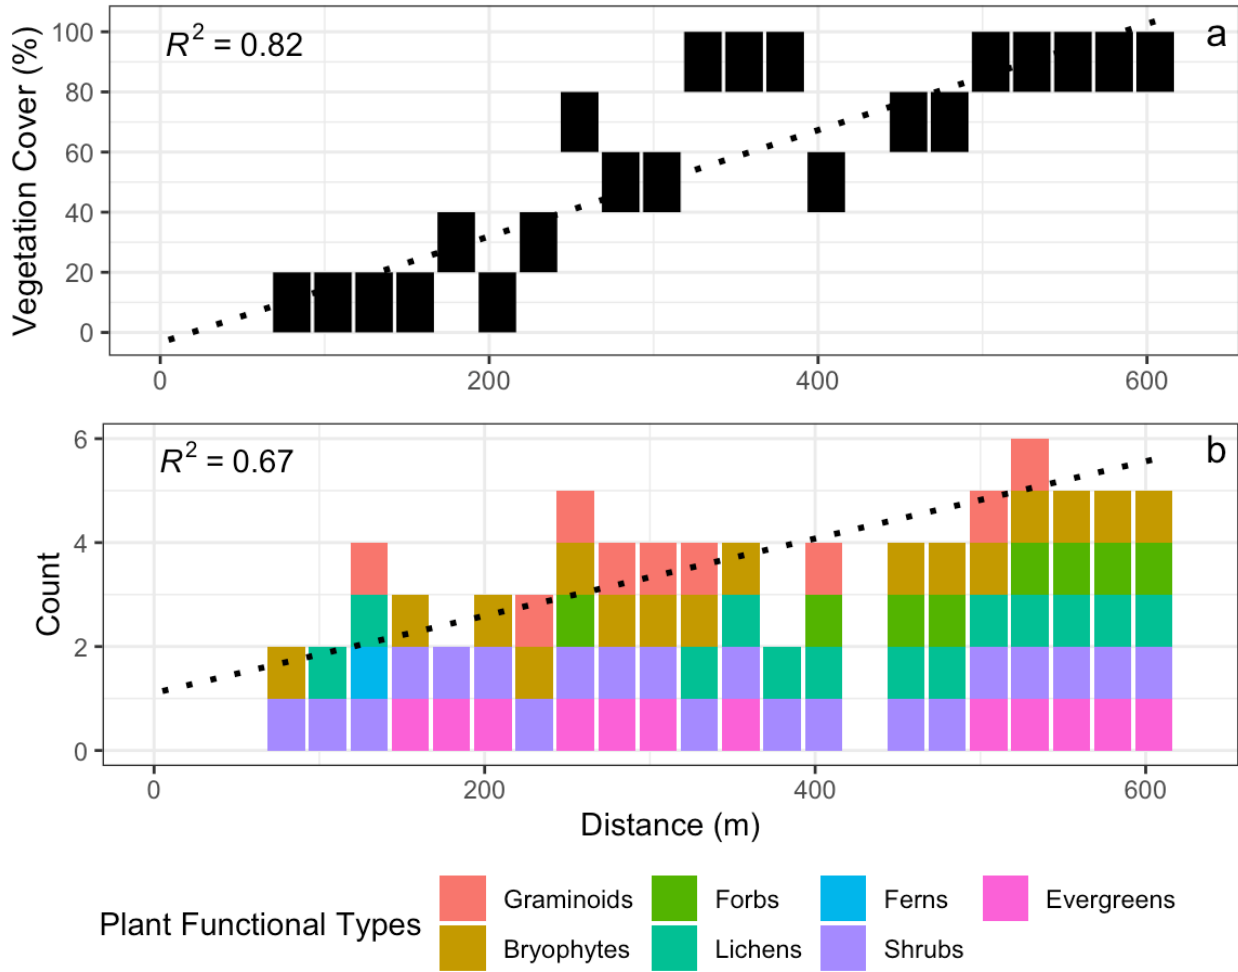 Vegetation Cover (%)
100
80
60
40
20
0
R² = 0.82
a
0 200 400 600
Count
6
4
2
0
R² = 0.67
b
0 200 400 600
Distance (m)
Plant Functional Types
Graminoids Forbs Ferns Evergreens
Bryophytes Lichens Shrubs